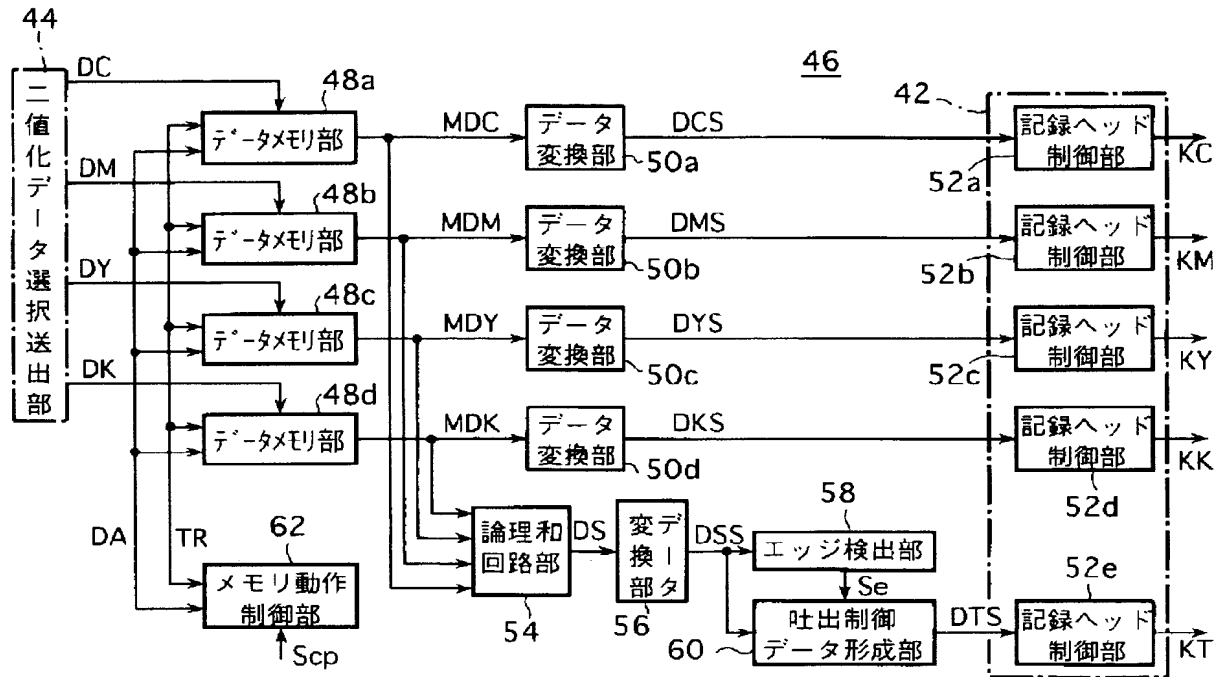 44
46
二値化データ選択送出部
DC
DM
DY
DK
48a
データメモリ部
48b
データメモリ部
48c
データメモリ部
48d
データメモリ部
MDC
MDM
MDY
MDK
データ
変換部
50a
データ
変換部
50b
データ
変換部
50c
データ
変換部
50d
DCS
DMS
DYS
DKS
42
記録ヘッド
制御部
52a
KC
記録ヘッド
制御部
52b
KM
記録ヘッド
制御部
52c
KY
記録ヘッド
制御部
52d
KK
DA
TR
62
メモリ動作
制御部
Scp
論理和
回路部
54
DS
データ
変換部
56
DSS
58
エッジ検出部
Se
吐出制御
データ形成部
60
DTS
52e
記録ヘッド
制御部
KT